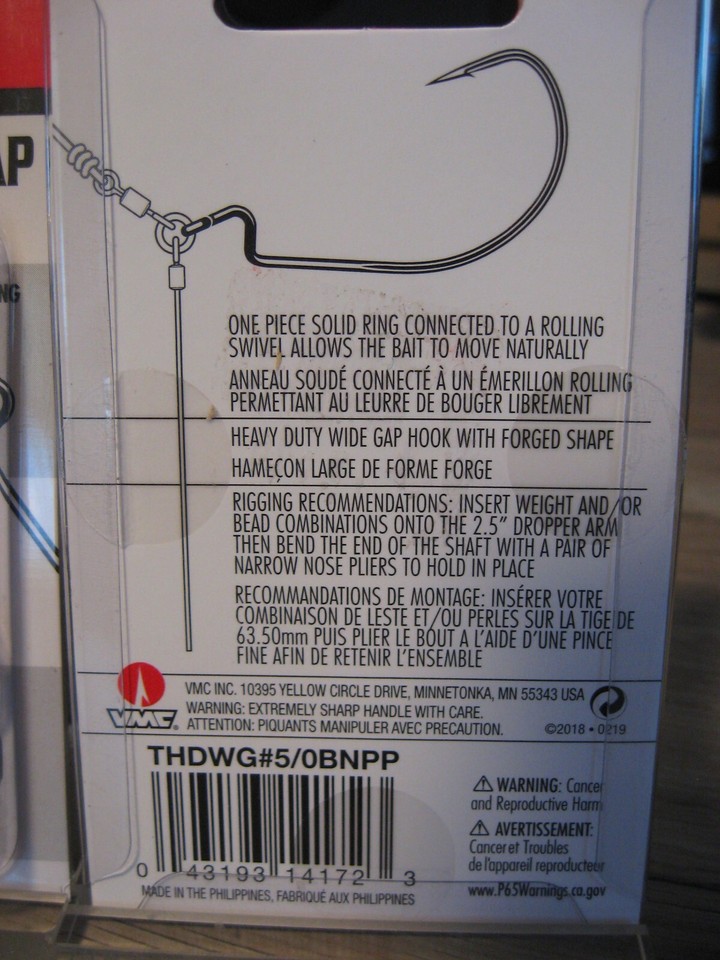 AP
NG
ONE PIECE SOLID RING CONNECTED TO A ROLLING
SWIVEL ALLOWS THE BAIT TO MOVE NATURALLY
ANNEAU SOUDÉ CONNECTÉ À UN ÉMERILLON ROLLING
PERMETTANT AU LEURRE DE BOUGER LIBREMENT
HEAVY DUTY WIDE GAP HOOK WITH FORGED SHAPE
HAMEÇON LARGE DE FORME FORGE
RIGGING RECOMMENDATIONS: INSERT WEIGHT AND/OR
BEAD COMBINATIONS ONTO THE 2.5" DROPPER ARM
THEN BEND THE END OF THE SHAFT WITH A PAIR OF
NARROW NOSE PLIERS TO HOLD IN PLACE
RECOMMANDATIONS DE MONTAGE: INSÉRER VOTRE
COMBINAISON DE LESTE ET/OU PERLES SUR LA TIGE DE
63.50mm PUIS PLIER LE BOUT A L'AIDE D'UNE PINCE
FINE AFIN DE RETENIR L'ENSEMBLE
VMC
VMC INC. 10395 YELLOW CIRCLE DRIVE, MINNETONKA, MN 55343 USA
WARNING: EXTREMELY SHARP HANDLE WITH CARE.
ATTENTION: PIQUANTS MANIPULER AVEC PRECAUTION.
©2018 • 0219
THDWG#5/0BNPP
0 43193 14172 3
MADE IN THE PHILIPPINES, FABRIQUÉ AUX PHILIPPINES
WARNING: Cancer
and Reproductive Harm
AVERTISSEMENT:
Cancer et Troubles
de l'appareil reproducteur
www.P65Warnings.ca.gov